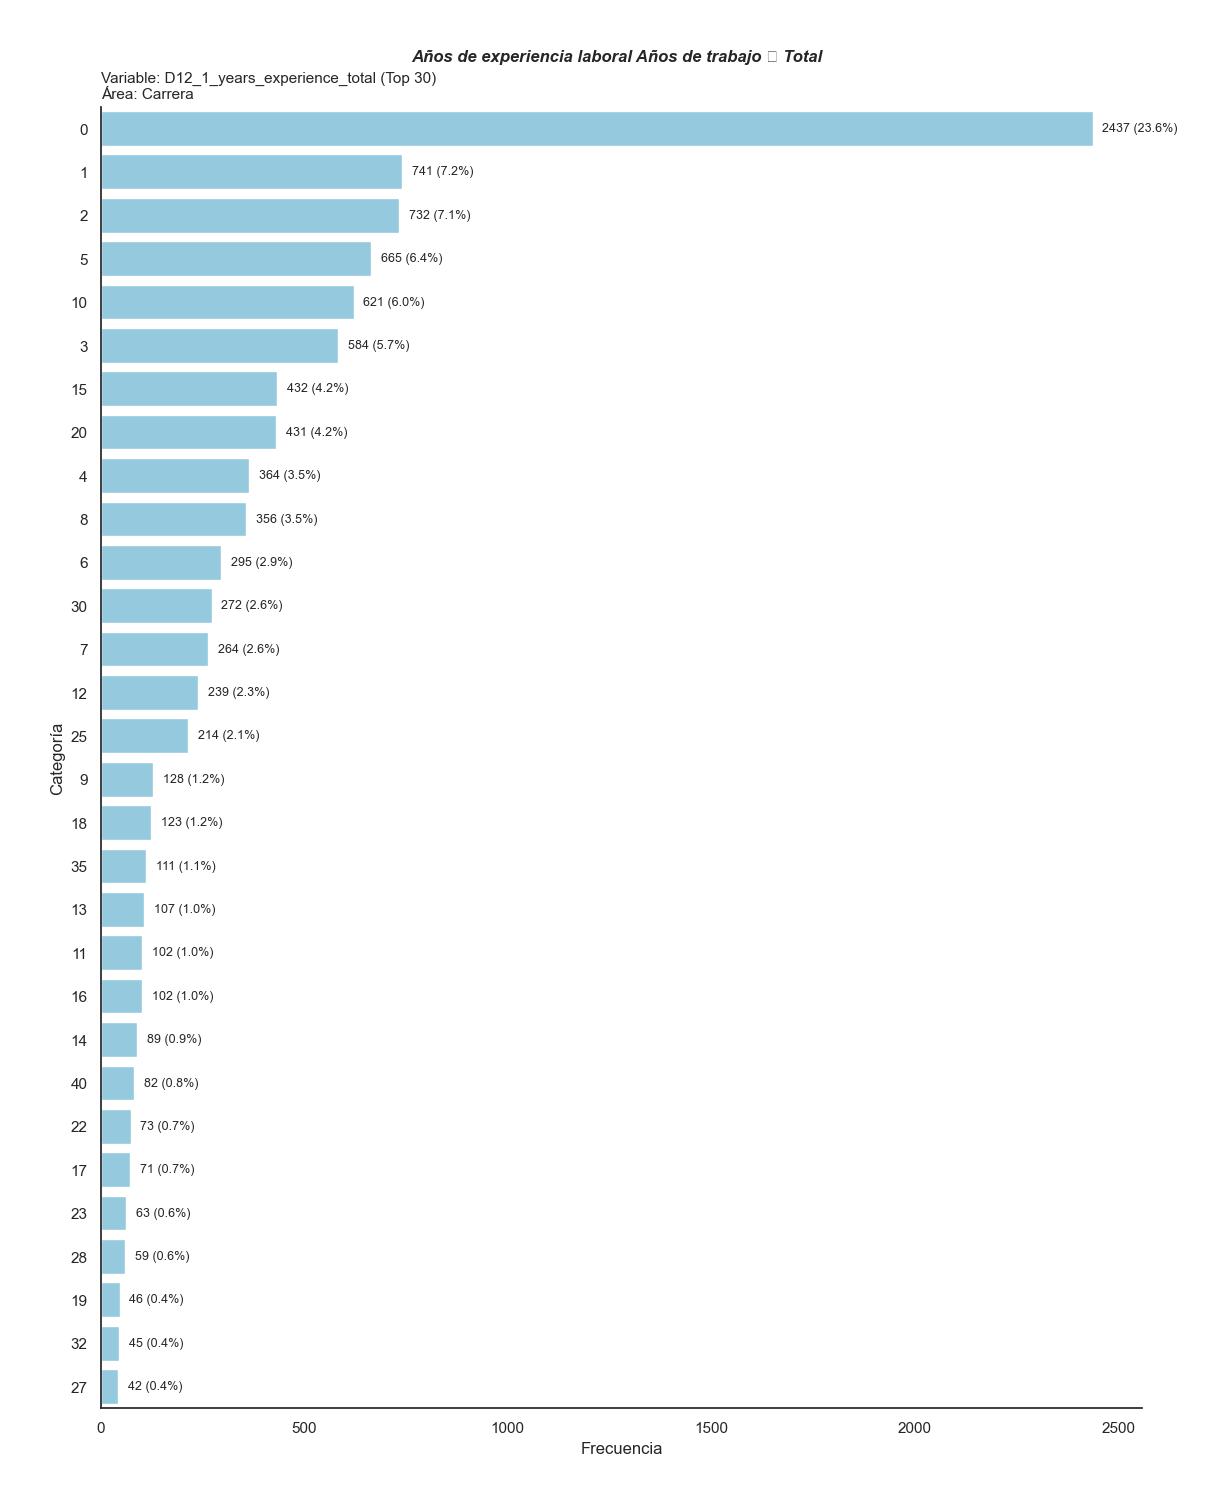 Años de experiencia laboral Años de trabajo □ Total
Variable: D12_1_years_experience_total (Top 30)
Área: Carrera
0 2437 (23.6%)
1 741 (7.2%)
2 732 (7.1%)
5 665 (6.4%)
10 621 (6.0%)
3 584 (5.7%)
15 432 (4.2%)
20 431 (4.2%)
4 364 (3.5%)
8 356 (3.5%)
6 295 (2.9%)
30 272 (2.6%)
7 264 (2.6%)
12 239 (2.3%)
25 214 (2.1%)
Categoría
9 128 (1.2%)
18 123 (1.2%)
35 111 (1.1%)
13 107 (1.0%)
11 102 (1.0%)
16 102 (1.0%)
14 89 (0.9%)
40 82 (0.8%)
22 73 (0.7%)
17 71 (0.7%)
23 63 (0.6%)
28 59 (0.6%)
19 46 (0.4%)
32 45 (0.4%)
27 42 (0.4%)
0 500 1000 1500 2000 2500
Frecuencia